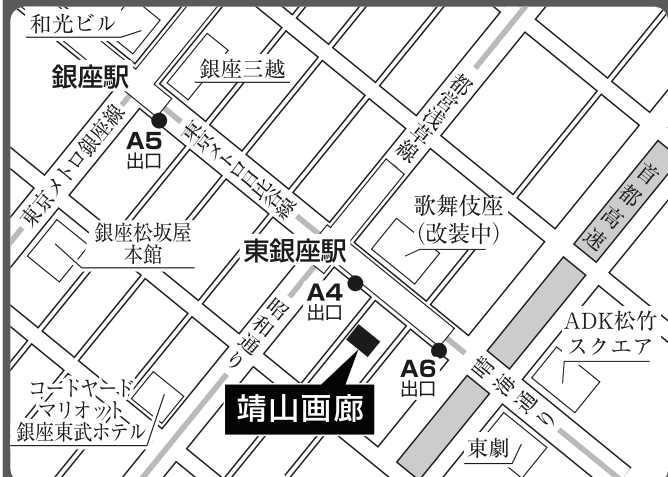 和光ビル
銀座駅
銀座三越
A5
出口
東京メトロ銀座線
東京メトロ日比谷線
都営浅草線
首都高速
銀座松坂屋
本館
歌舞伎座
(改装中)
東銀座駅
A4
出口
昭和通り
A6
出口
晴海通り
ADK松竹
スクエア
コートヤード
マリオット
銀座東武ホテル
靖山画廊
東劇